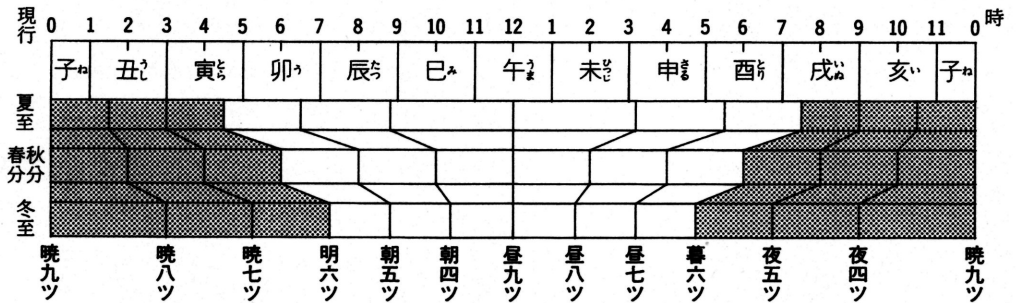 現行 0 1 2 3 4 5 6 7 8 9 10 11 12 1 2 3 4 5 6 7 8 9 10 11 0 時
子ね 丑うし 寅とら 卯う 辰たつ 巳み 午うま 未ひつじ 申さる 酉とり 戌いぬ 亥い 子ね
夏至
春分 秋分
冬至
暁九ツ 暁八ツ 暁七ツ 明六ツ 朝五ツ 朝四ツ 昼九ツ 昼八ツ 昼七ツ 暮六ツ 夜五ツ 夜四ツ 暁九ツ